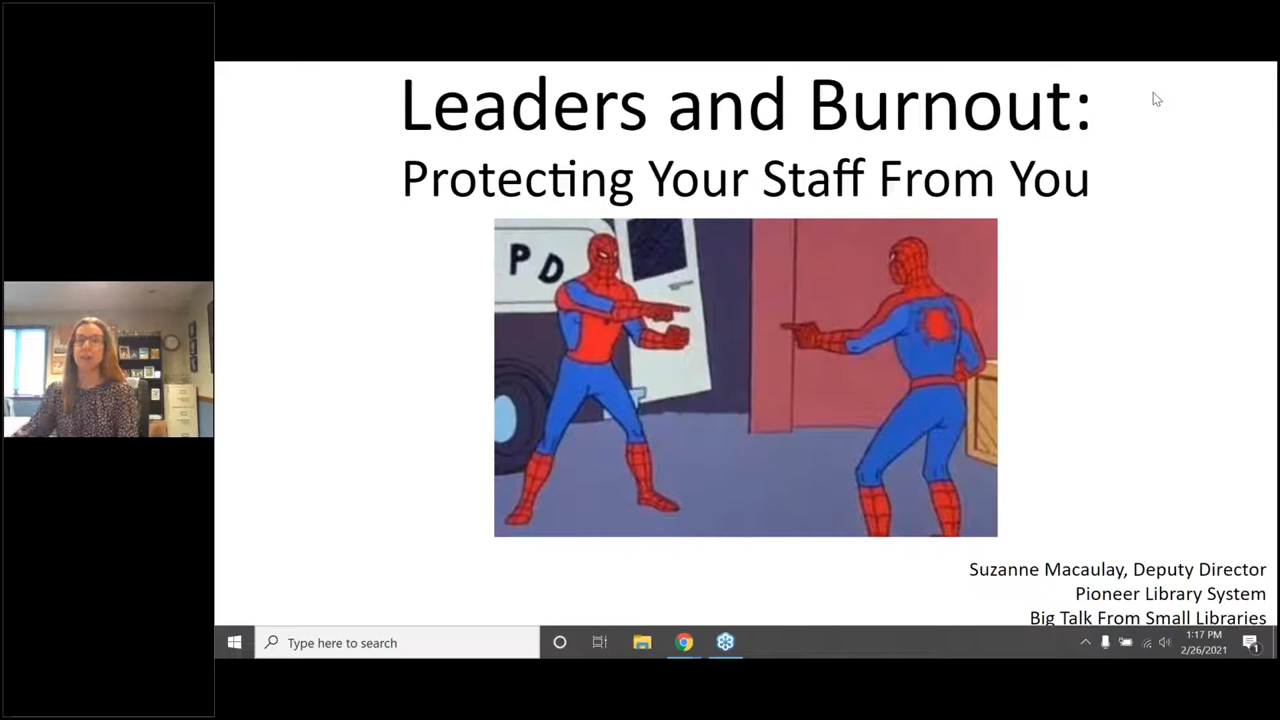 Leaders and Burnout:
Protecting Your Staff From You
PD
Suzanne Macaulay, Deputy Director
Pioneer Library System
Big Talk From Small Libraries
Type here to search
1:17 PM
2/26/2021
1